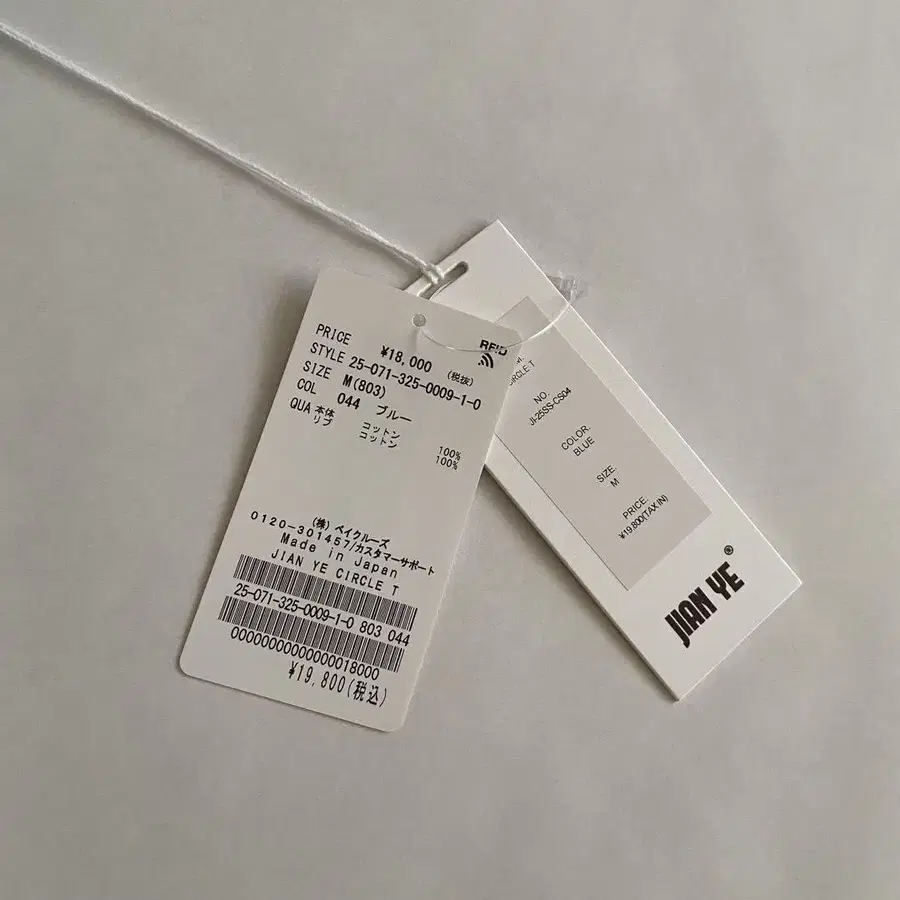 PRICE ¥18,000 (税抜)
STYLE 25-071-325-0009-1-0
SIZE M(803)
COL 044 ブルー
QUA 本体 コットン 100%
リブ コットン 100%
RFID
(株) ベイクルーズ
0120-301457/カスタマーサポート
Made in Japan
JIAN YE CIRCLE T
25-071-325-0009-1-0 803 044
0000000000000018000
¥19,800(税込)
CIRCLE T
NO.
JI-25SS-CS04
COLOR.
BLUE
SIZE.
M
PRICE.
¥19,800(TAX IN)
JIAN YE®